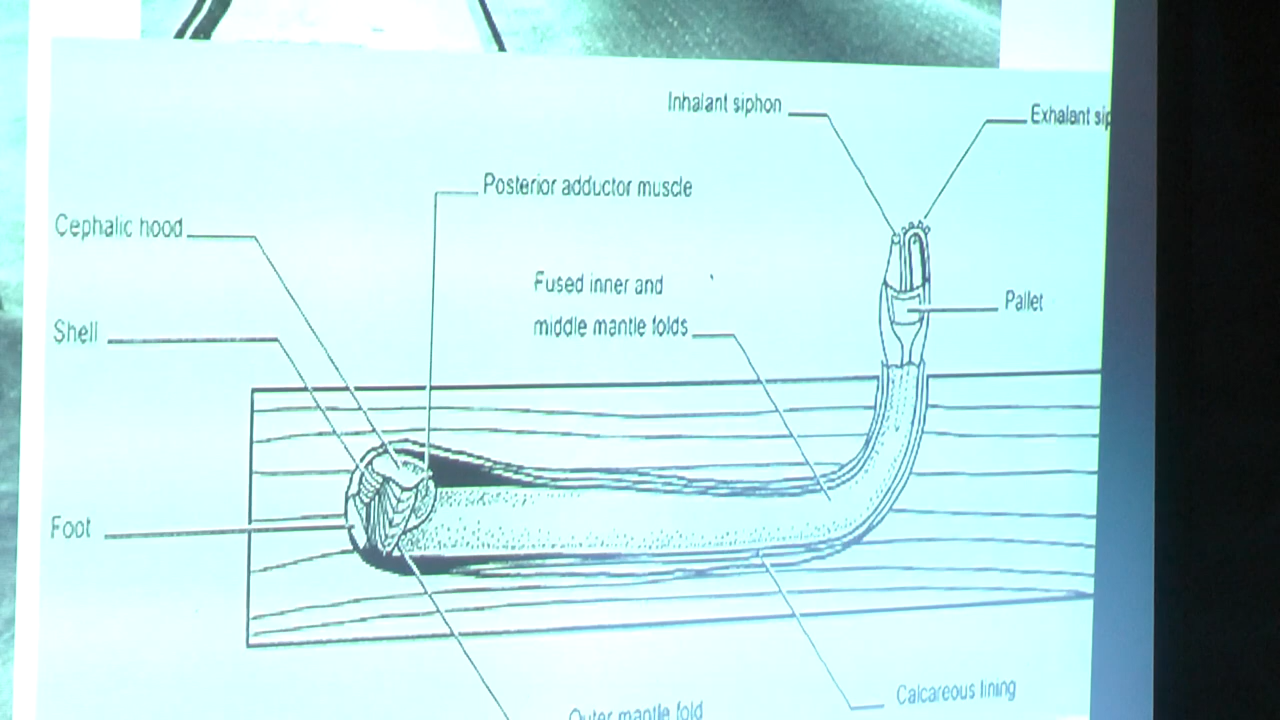 Inhalant siphon
Exhalant sip
Posterior adductor muscle
Cephalic hood
Fused inner and
middle mantle folds
Pallet
Shell
Foot
Calcareous lining
Outer mantle fold